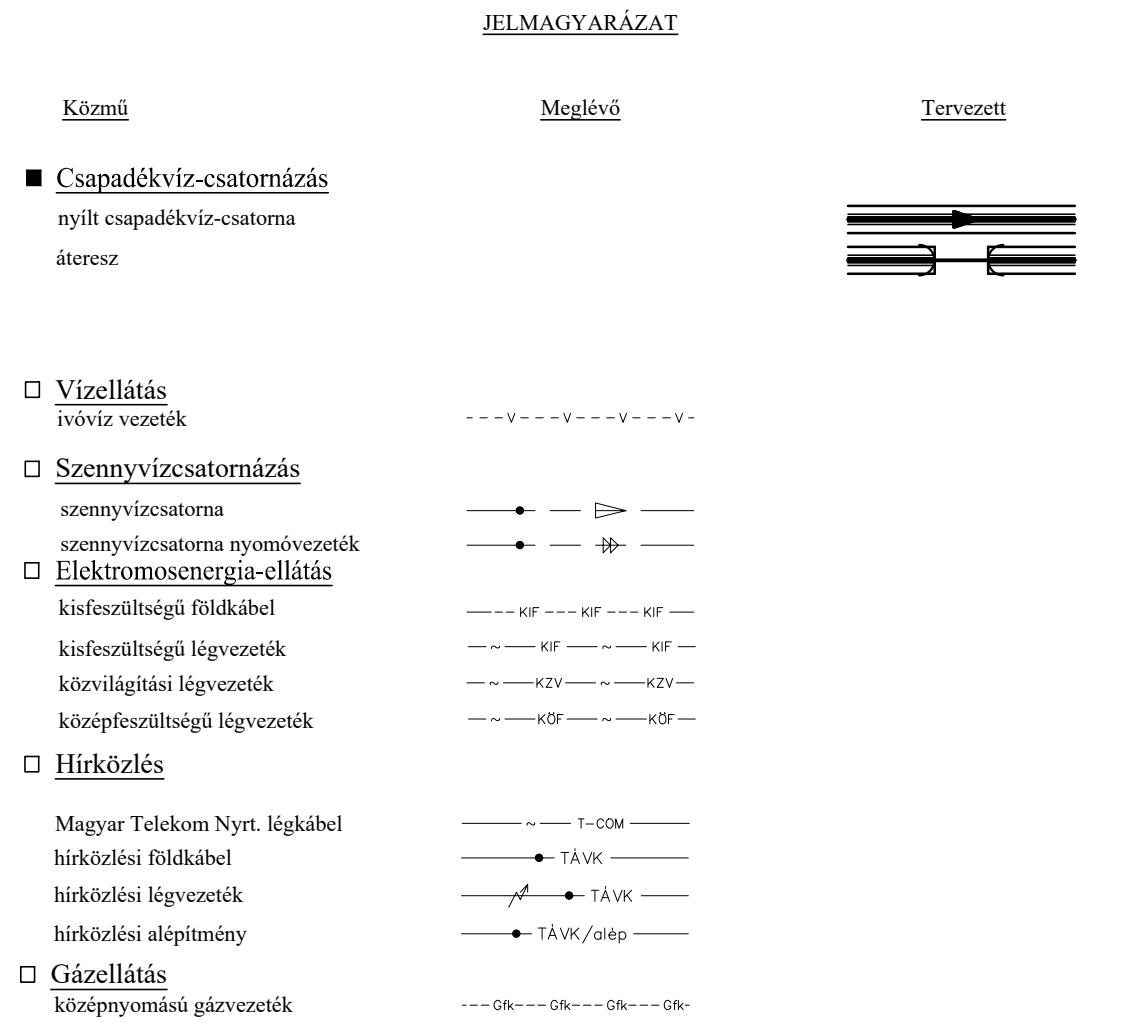 JELMAGYARÁZAT
Közmű Meglévő Tervezett
Csapadékvíz-csatornázás
nyílt csapadékvíz-csatorna
áteresz
Vízellátás
ivóvíz vezeték V V V V
Szennyvízcsatornázás
szennyvízcsatorna
szennyvízcsatorna nyomóvezeték
Elektromosenergia-ellátás
kisfeszültségű földkábel KIF KIF KIF
kisfeszültségű légvezeték ~ KIF ~ KIF
közvilágítási légvezeték ~ KZV ~ KZV
középfeszültségű légvezeték ~ KÖF ~ KÖF
Hírközlés
Magyar Telekom Nyrt. légkábel ~ T-COM
hírközlési földkábel TÁVK
hírközlési légvezeték TÁVK
hírközlési alépítmény TÁVK/alép
Gázellátás
középnyomású gázvezeték Gfk Gfk Gfk Gfk